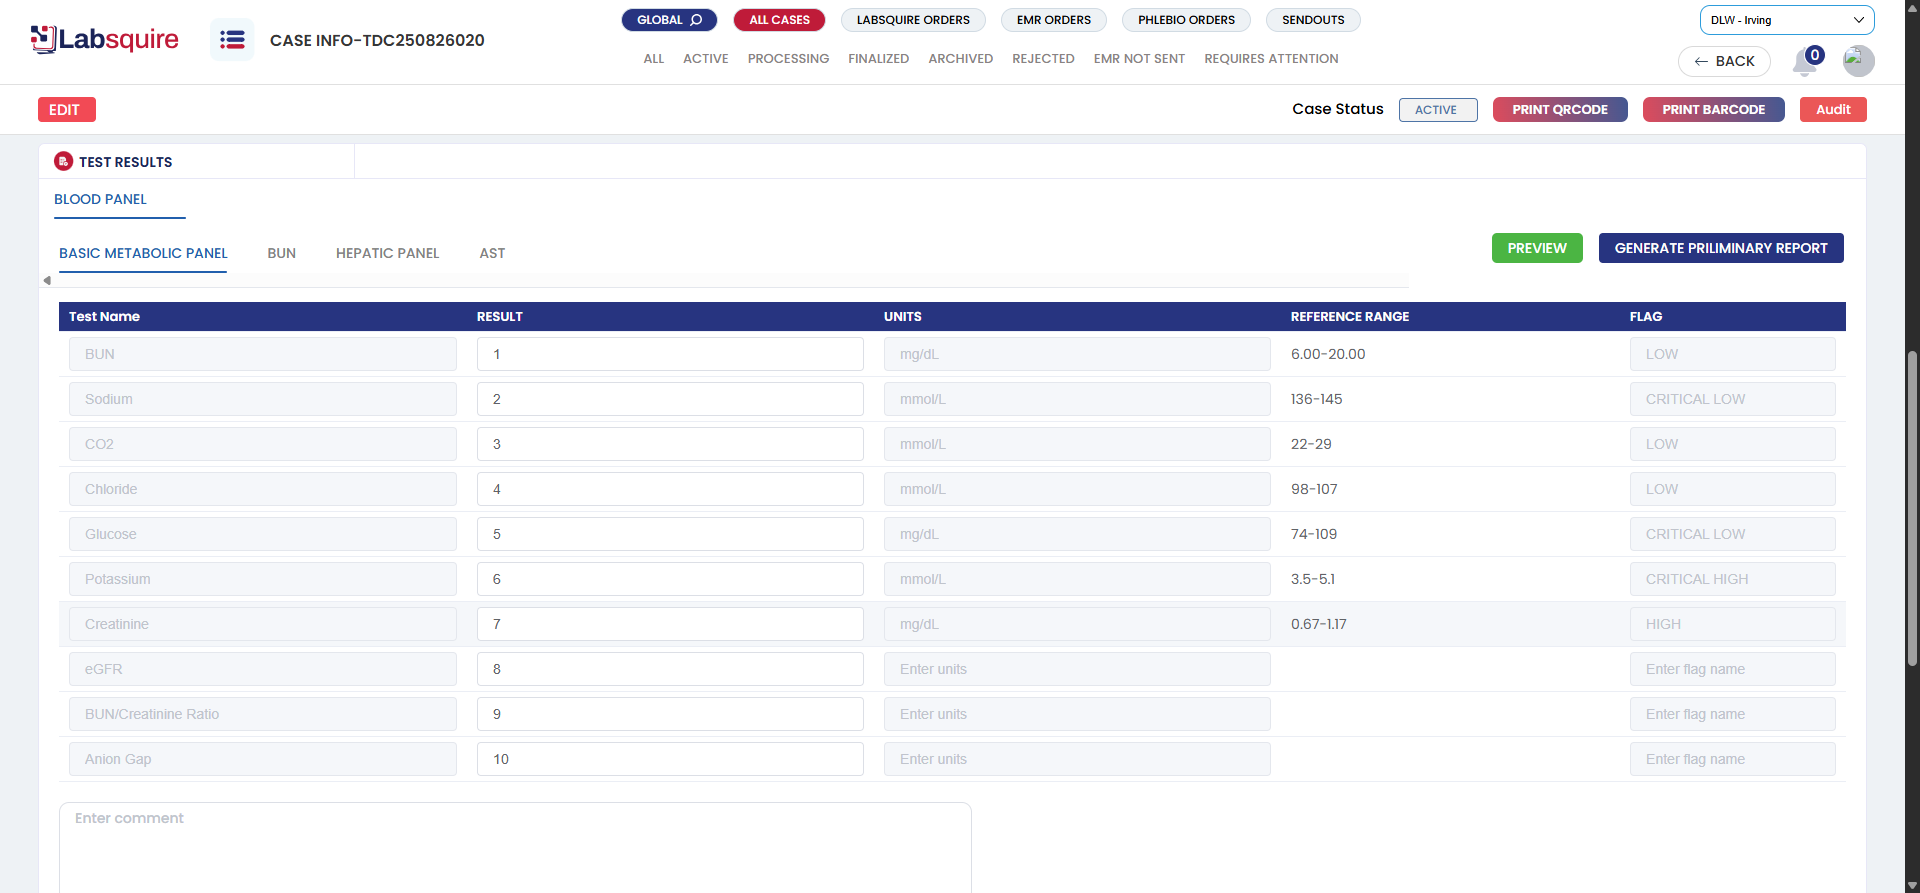 Labsquire
CASE INFO-TDC250826020
GLOBAL
ALL CASES
LABSQUIRE ORDERS
EMR ORDERS
PHLEBIO ORDERS
SENDOUTS
DLW - Irving
ALL
ACTIVE
PROCESSING
FINALIZED
ARCHIVED
REJECTED
EMR NOT SENT
REQUIRES ATTENTION
BACK
0
EDIT
Case Status
ACTIVE
PRINT QRCODE
PRINT BARCODE
Audit
TEST RESULTS
BLOOD PANEL
BASIC METABOLIC PANEL
BUN
HEPATIC PANEL
AST
PREVIEW
GENERATE PRILIMINARY REPORT
Test Name RESULT UNITS REFERENCE RANGE FLAG
BUN 1 mg/dL 6.00-20.00 LOW
Sodium 2 mmol/L 136-145 CRITICAL LOW
CO2 3 mmol/L 22-29 LOW
Chloride 4 mmol/L 98-107 LOW
Glucose 5 mg/dL 74-109 CRITICAL LOW
Potassium 6 mmol/L 3.5-5.1 CRITICAL HIGH
Creatinine 7 mg/dL 0.67-1.17 HIGH
eGFR 8 Enter units Enter flag name
BUN/Creatinine Ratio 9 Enter units Enter flag name
Anion Gap 10 Enter units Enter flag name
Enter comment